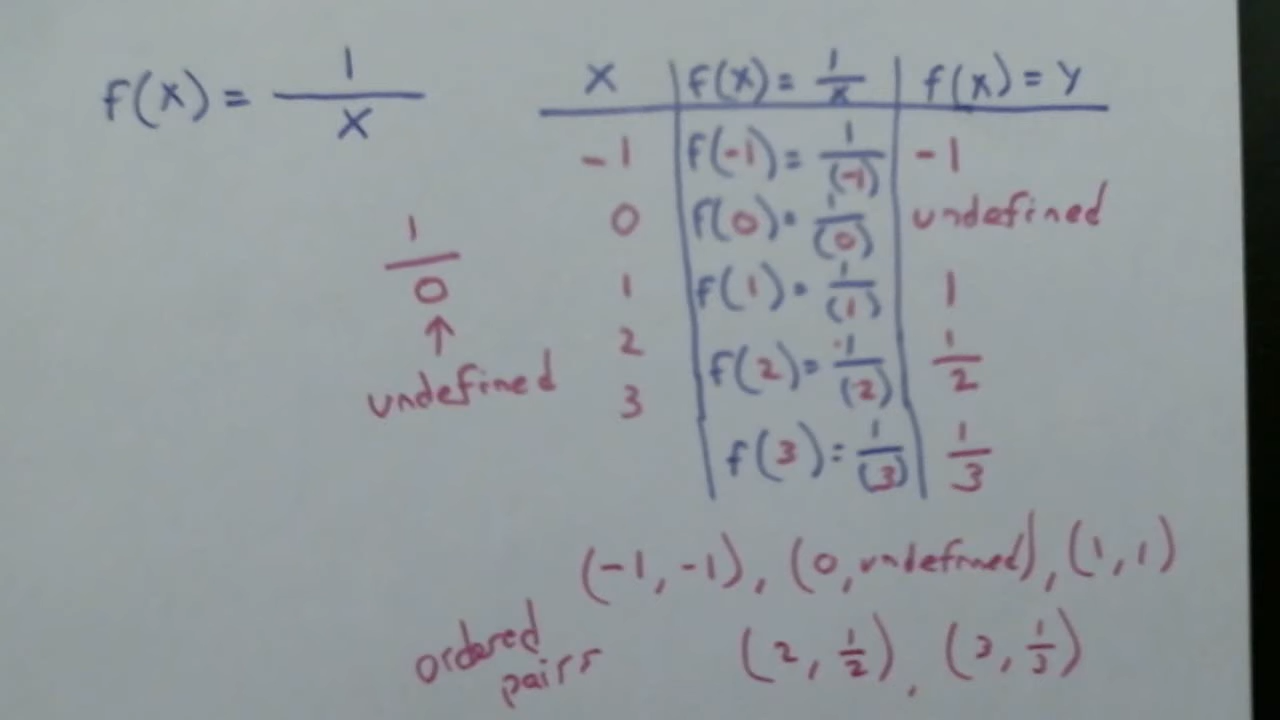 f(x) = 1/x
x | f(x) = 1/x | f(x) = y
-1 | f(-1) = 1/(-1) | -1
0 | f(0) = 1/(0) | undefined
1 | f(1) = 1/(1) | 1
2 | f(2) = 1/(2) | 1/2
3 | f(3) = 1/(3) | 1/3
1/0
↑
undefined
(-1, -1), (0, undefined), (1, 1)
ordered pairs
(2, 1/2), (3, 1/3)